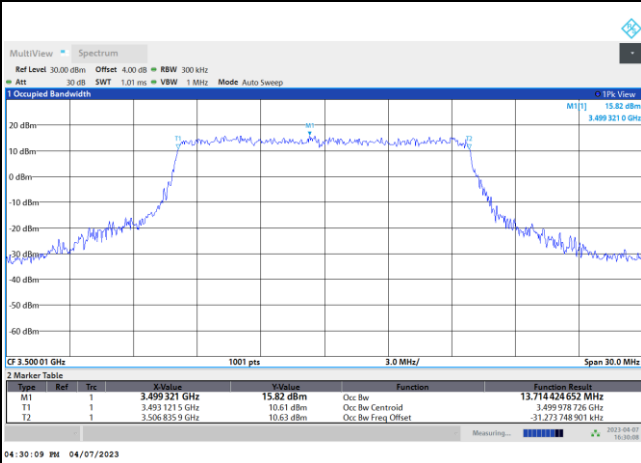 MultiView Spectrum
Ref Level 30.00 dBm Offset 4.00 dB RBW 300 kHz
Att 30 dB SWT 1.01 ms VBW 1 MHz Mode Auto Sweep
1 Occupied Bandwidth 1Pk View
M1[1] 15.82 dBm
3.499 321 0 GHz
M1
T1 T2
20 dBm
10 dBm
0 dBm
-10 dBm
-20 dBm
-30 dBm
-40 dBm
-50 dBm
-60 dBm
CF 3.500 01 GHz 1001 pts 3.0 MHz/ Span 30.0 MHz
2 Marker Table
Type Ref Trc X-Value Y-Value Function Function Result
M1 1 3.499 321 GHz 15.82 dBm Occ Bw 13.714 424 652 MHz
T1 1 3.493 121 5 GHz 10.61 dBm Occ Bw Centroid 3.499 978 726 GHz
T2 1 3.506 835 9 GHz 10.63 dBm Occ Bw Freq Offset -31.273 748 901 kHz
Measuring... 2023-04-07
16:30:08
04:30:09 PM 04/07/2023